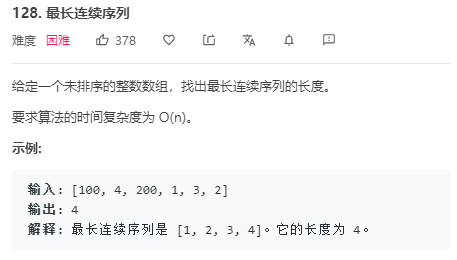 128. 最长连续序列
难度 困难 378
给定一个未排序的整数数组，找出最长连续序列的长度。
要求算法的时间复杂度为 O(n)。
示例:
输入: [100, 4, 200, 1, 3, 2]
输出: 4
解释: 最长连续序列是 [1, 2, 3, 4]。它的长度为 4。